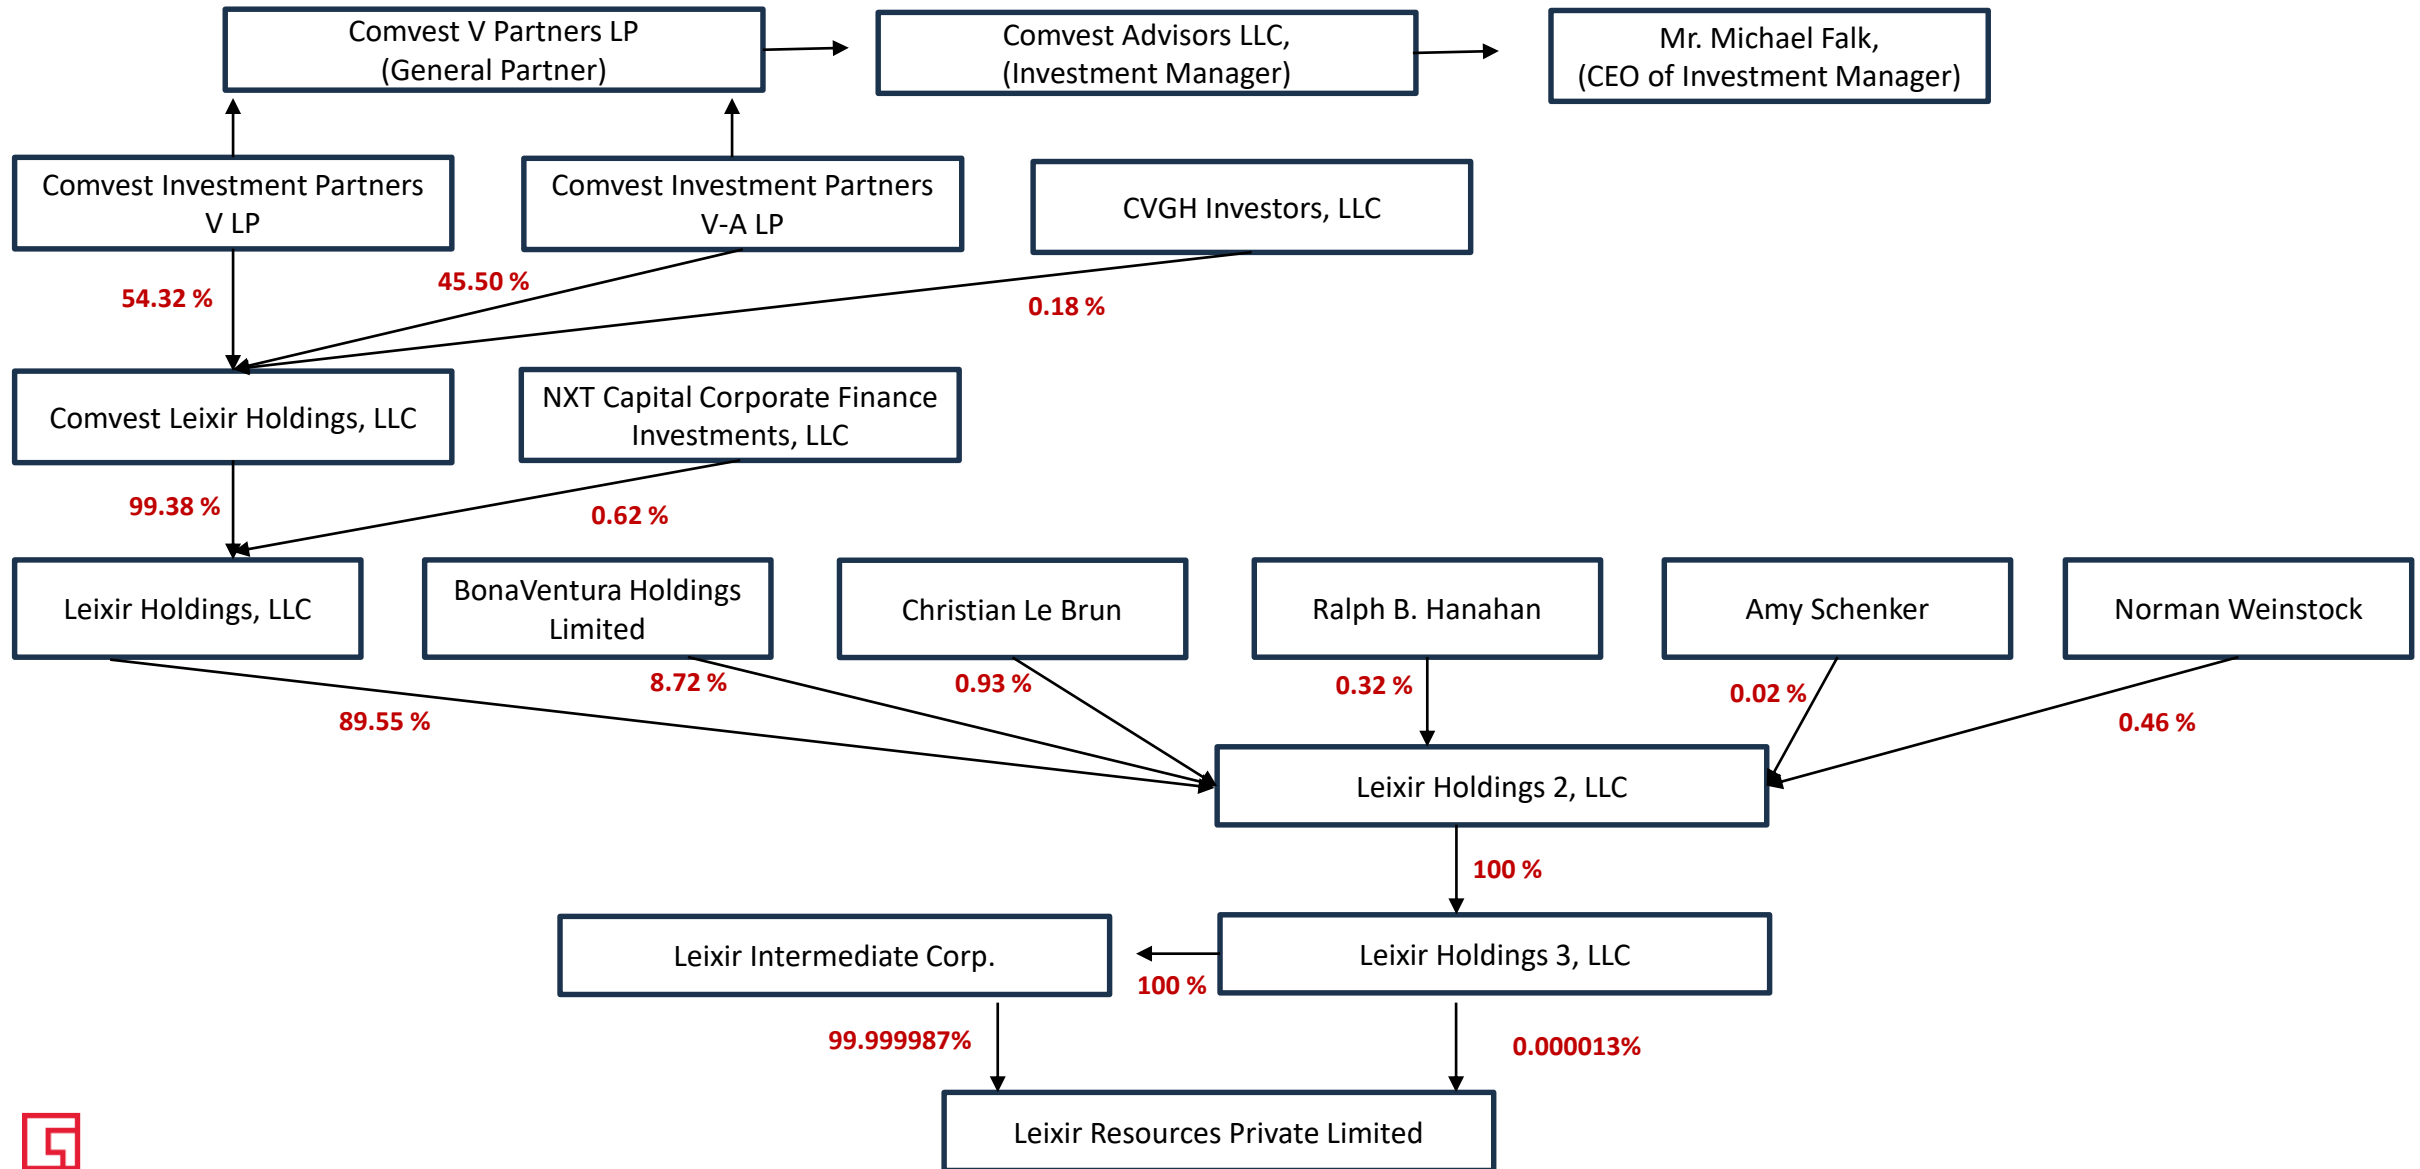 Comvest V Partners LP
(General Partner)
Comvest Advisors LLC,
(Investment Manager)
Mr. Michael Falk,
(CEO of Investment Manager)
Comvest Investment Partners
V LP
Comvest Investment Partners
V-A LP
CVGH Investors, LLC
54.32 %
45.50 %
0.18 %
Comvest Leixir Holdings, LLC
NXT Capital Corporate Finance
Investments, LLC
99.38 %
0.62 %
Leixir Holdings, LLC
BonaVentura Holdings
Limited
Christian Le Brun
Ralph B. Hanahan
Amy Schenker
Norman Weinstock
89.55 %
8.72 %
0.93 %
0.32 %
0.02 %
0.46 %
Leixir Holdings 2, LLC
100 %
Leixir Intermediate Corp.
100 %
Leixir Holdings 3, LLC
99.999987%
0.000013%
Leixir Resources Private Limited